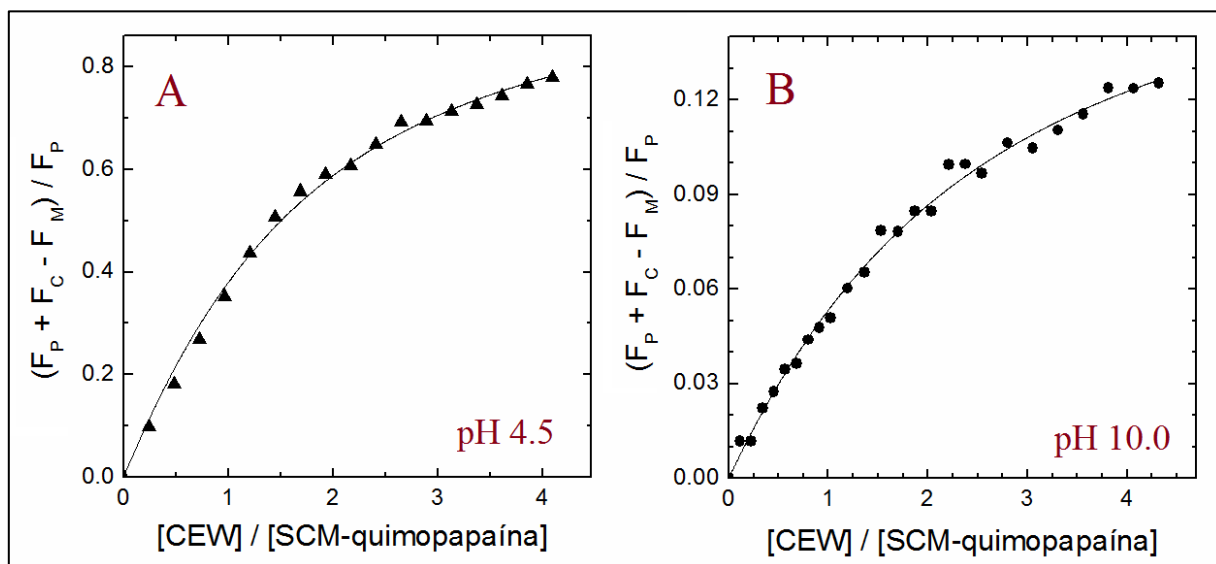 A
(F_P + F_C - F_M) / F_P
0.8
0.6
0.4
0.2
0.0
0 1 2 3 4
pH 4.5
[CEW] / [SCM-quimopapaína]
B
(F_P + F_C - F_M) / F_P
0.12
0.09
0.06
0.03
0.00
0 1 2 3 4
pH 10.0
[CEW] / [SCM-quimopapaína]